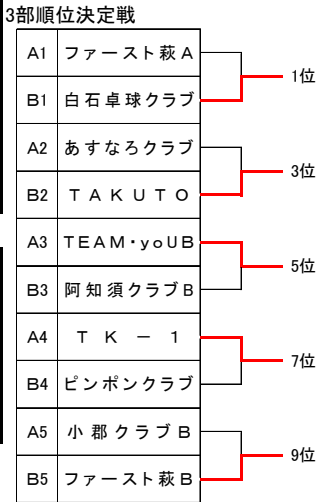 3部順位決定戦
A1 ファースト萩A
1位
B1 白石卓球クラブ
A2 あすなろクラブ
3位
B2 TAKUTO
A3 TEAM・yoUB
5位
B3 阿知須クラブB
A4 TK－1
7位
B4 ピンポンクラブ
A5 小郡クラブB
9位
B5 ファースト萩B